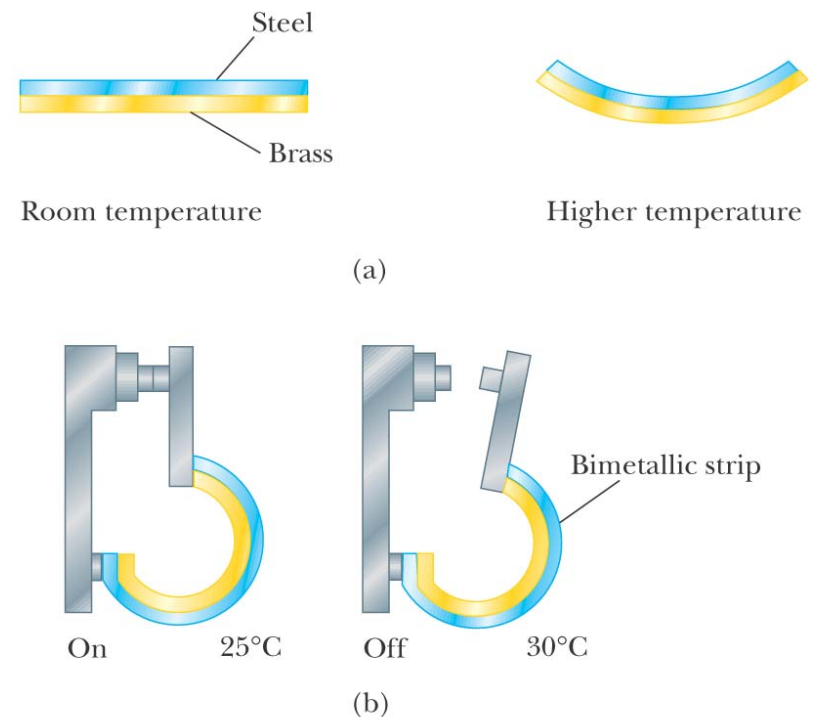 Steel
Brass
Room temperature
Higher temperature
(a)
Bimetallic strip
On
25°C
Off
30°C
(b)